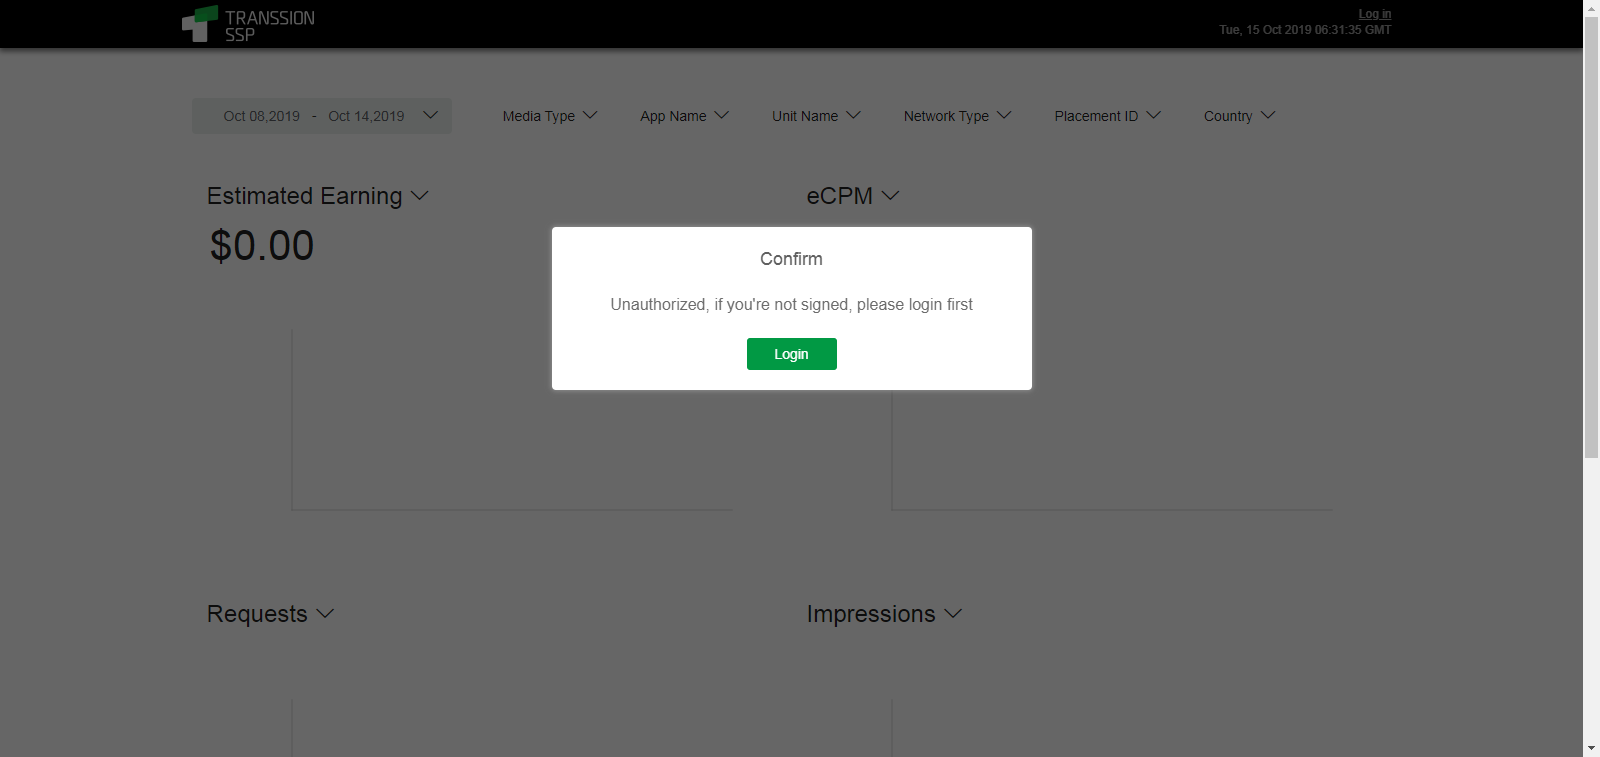 TRANSSION
SSP
Log in
Tue, 15 Oct 2019 06:31:35 GMT
Oct 08,2019 - Oct 14,2019
Media Type
App Name
Unit Name
Network Type
Placement ID
Country
Estimated Earning
eCPM
$0.00
Confirm
Unauthorized, if you're not signed, please login first
Login
Requests
Impressions